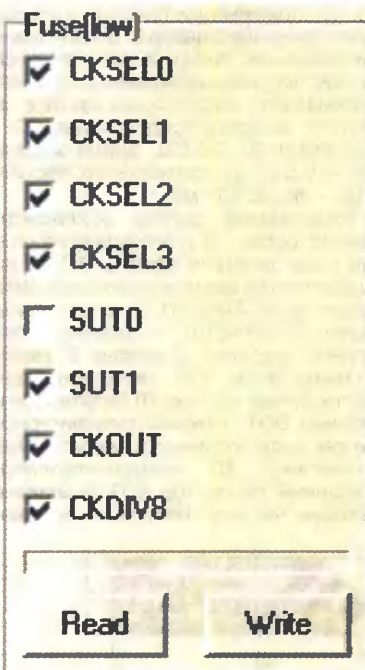 Fuse(low)
CKSEL0
CKSEL1
CKSEL2
CKSEL3
SUT0
SUT1
CKOUT
CKDIV8
Read Write